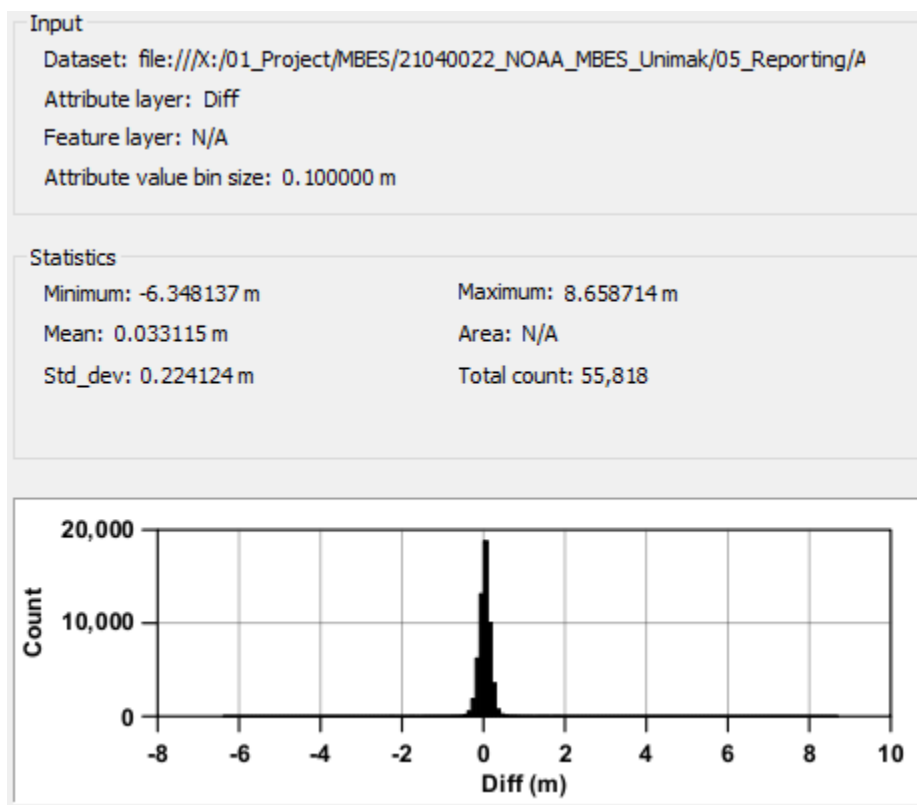 Input
Dataset: file:///X:/01_Project/MBES/21040022_NOAA_MBES_Unimak/05_Reporting/A
Attribute layer: Diff
Feature layer: N/A
Attribute value bin size: 0.100000 m
Statistics
Minimum: -6.348137 m Maximum: 8.658714 m
Mean: 0.033115 m Area: N/A
Std_dev: 0.224124 m Total count: 55,818
20,000
10,000
0
Count
-8 -6 -4 -2 0 2 4 6 8 10
Diff (m)